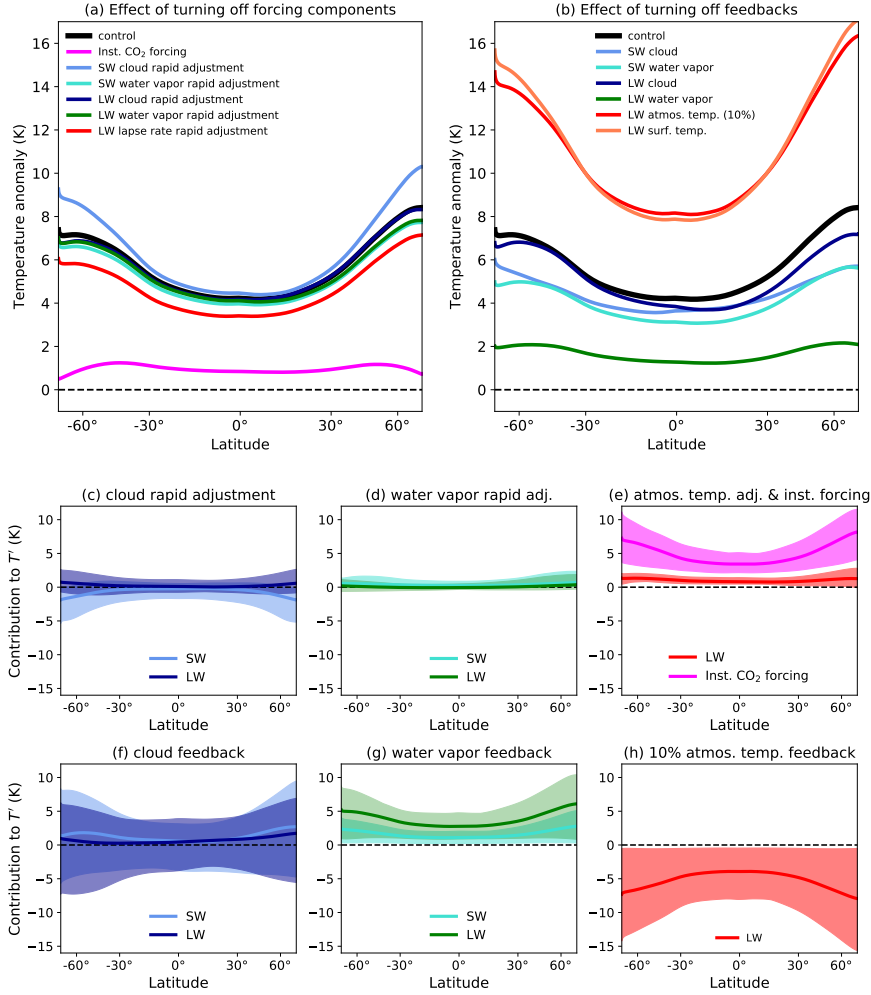 (a) Effect of turning off forcing components
Temperature anomaly (K)
16
14
12
10
8
6
4
2
0
control
Inst. CO₂ forcing
SW cloud rapid adjustment
SW water vapor rapid adjustment
LW cloud rapid adjustment
LW water vapor rapid adjustment
LW lapse rate rapid adjustment
-60° -30° 0° 30° 60°
Latitude
(b) Effect of turning off feedbacks
Temperature anomaly (K)
16
14
12
10
8
6
4
2
0
control
SW cloud
SW water vapor
LW cloud
LW water vapor
LW atmos. temp. (10%)
LW surf. temp.
-60° -30° 0° 30° 60°
Latitude
(c) cloud rapid adjustment
Contribution to T′ (K)
10
5
0
−5
−10
−15
SW
LW
-60° -30° 0° 30° 60°
Latitude
(d) water vapor rapid adj.
10
5
0
−5
−10
−15
SW
LW
-60° -30° 0° 30° 60°
Latitude
(e) atmos. temp. adj. & inst. forcing
10
5
0
−5
−10
−15
LW
Inst. CO₂ forcing
-60° -30° 0° 30° 60°
Latitude
(f) cloud feedback
Contribution to T′ (K)
10
5
0
−5
−10
−15
SW
LW
-60° -30° 0° 30° 60°
Latitude
(g) water vapor feedback
10
5
0
−5
−10
−15
SW
LW
-60° -30° 0° 30° 60°
Latitude
(h) 10% atmos. temp. feedback
10
5
0
−5
−10
−15
LW
-60° -30° 0° 30° 60°
Latitude